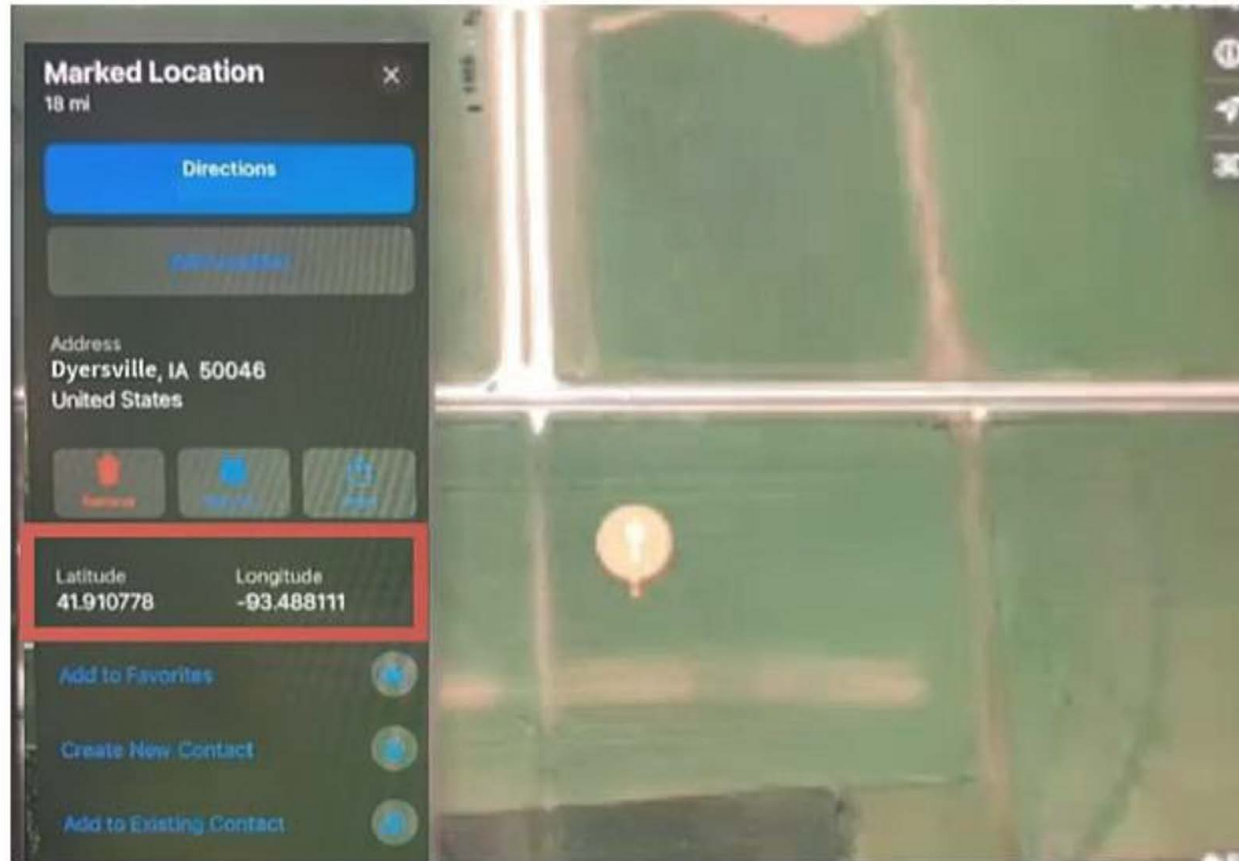 Marked Location
18 mi
Directions
Address
Dyersville, IA 50046
United States
Remove
Latitude Longitude
41.910778 -93.488111
Add to Favorites
Create New Contact
Add to Existing Contact